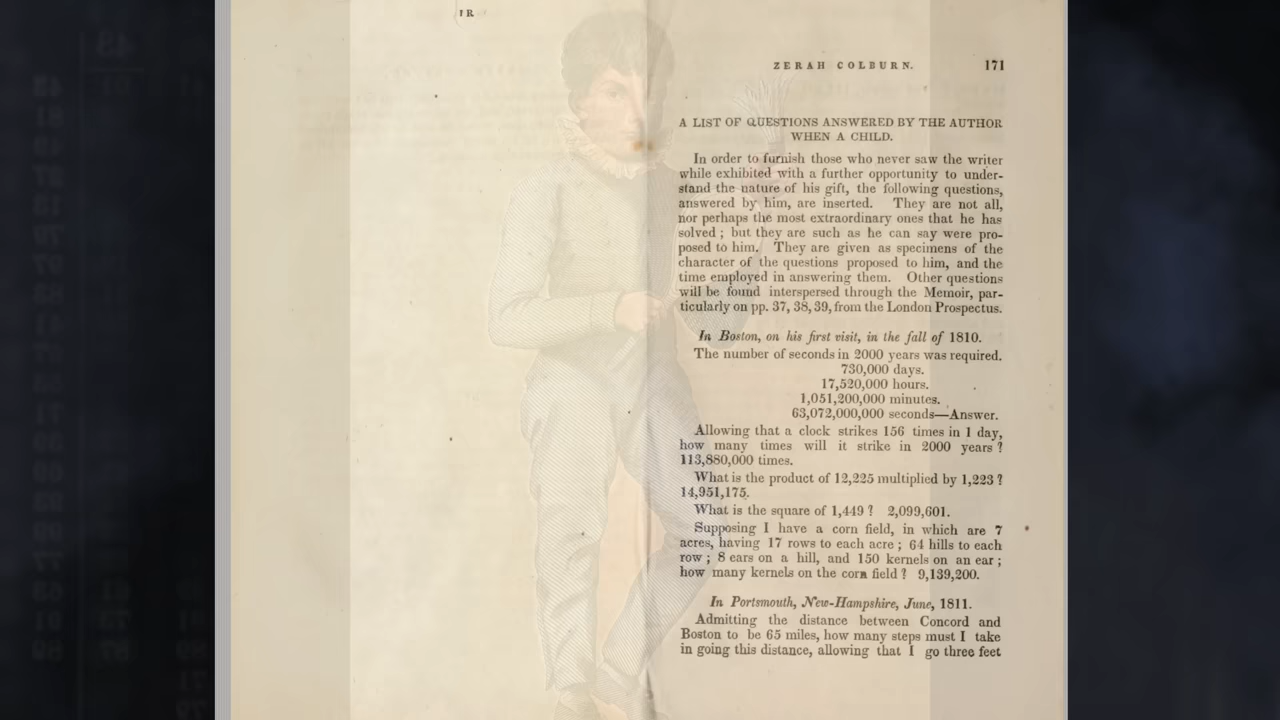 IR
ZERAH COLBURN. 171
A LIST OF QUESTIONS ANSWERED BY THE AUTHOR
WHEN A CHILD.
In order to furnish those who never saw the writer
while exhibited with a further opportunity to under-
stand the nature of his gift, the following questions,
answered by him, are inserted. They are not all,
nor perhaps the most extraordinary ones that he has
solved ; but they are such as he can say were pro-
posed to him. They are given as specimens of the
character of the questions proposed to him, and the
time employed in answering them. Other questions
will be found interspersed through the Memoir, par-
ticularly on pp. 37, 38, 39, from the London Prospectus.
In Boston, on his first visit, in the fall of 1810.
The number of seconds in 2000 years was required.
730,000 days.
17,520,000 hours.
1,051,200,000 minutes.
63,072,000,000 seconds—Answer.
Allowing that a clock strikes 156 times in 1 day,
how many times will it strike in 2000 years ?
113,880,000 times.
What is the product of 12,225 multiplied by 1,223 ?
14,951,175.
What is the square of 1,449 ? 2,099,601.
Supposing I have a corn field, in which are 7
acres, having 17 rows to each acre ; 64 hills to each
row ; 8 ears on a hill, and 150 kernels on an ear ;
how many kernels on the corn field ? 9,139,200.
In Portsmouth, New-Hampshire, June, 1811.
Admitting the distance between Concord and
Boston to be 65 miles, how many steps must I take
in going this distance, allowing that I go three feet